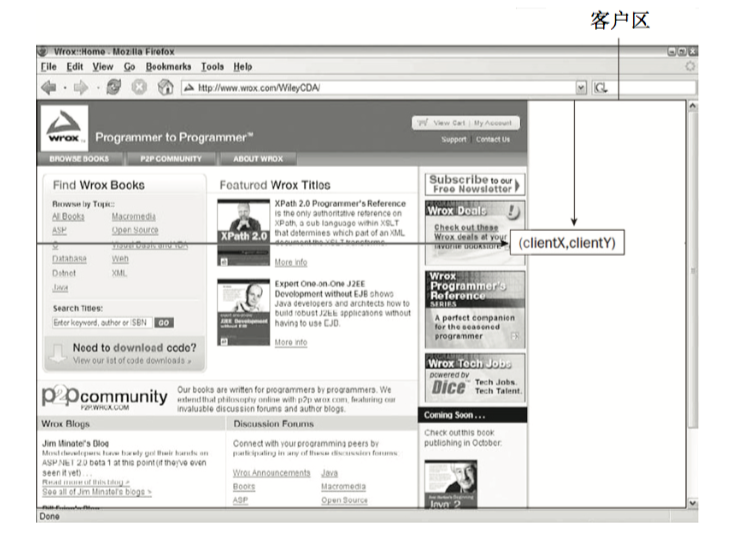 客户区
Wrox::Home - Mozilla Firefox
File Edit View Go Bookmarks Tools Help
http://www.wrox.com/WileyCDA/
G
View Cart | My Account
wrox Programmer to Programmer™
Support Contact Us
BROWSE BOOKS P2P COMMUNITY ABOUT WROX
Find Wrox Books
Browse by Topic:
All Books Macromedia
ASP Open Source
Database Web
Dotnet XML
Java
Search Titles:
Enter keyword, author or ISBN GO
Need to download code?
View our list of code downloads »
Featured Wrox Titles
XPath 2.0
XPath 2.0 Programmer's Reference
is the only authoritative reference on
XPath, a sub language within XSLT
that determines which part of an XML
document the XSLT transforms.
More Info
Expert One-on-One J2EE
Development without EJB shows
Java developers and architects how to
build robust J2EE applications without
having to use EJD.
More Info
Subscribe to our
Free Newsletter
Wrox Deals
Check out these
Wrox deals at your
favorite bookstore.
(clientX,clientY)
Wrox
Programmer's
Reference
SERIES
A perfect companion
for the seasoned
programmer
Wrox Tech Jobs
powered by
Dice Tech Jobs.
Tech Talent.
p2pcommunity
P2P.WROX.COM
Our books are written for programmers by programmers. We
extend that philosophy online with p2p.wrox.com, featuring our
invaluable discussion forums and author blogs.
Wrox Blogs
Jim Minatel's Blog
Most developers have barely got their hands on
ASP.NET 2.0 beta 1 at this point (if they've even
seen it yet) . . .
Read more of this blog »
See all of Jim Minatel's blogs >
Discussion Forums
Connect with your programming peers by
participating in any of these discussion forums.
Wrox Announcements Java
Books Macromedia
ASP Open Source
Coming Soon . . .
Check out this book
publishing in October.
Java 2
Done